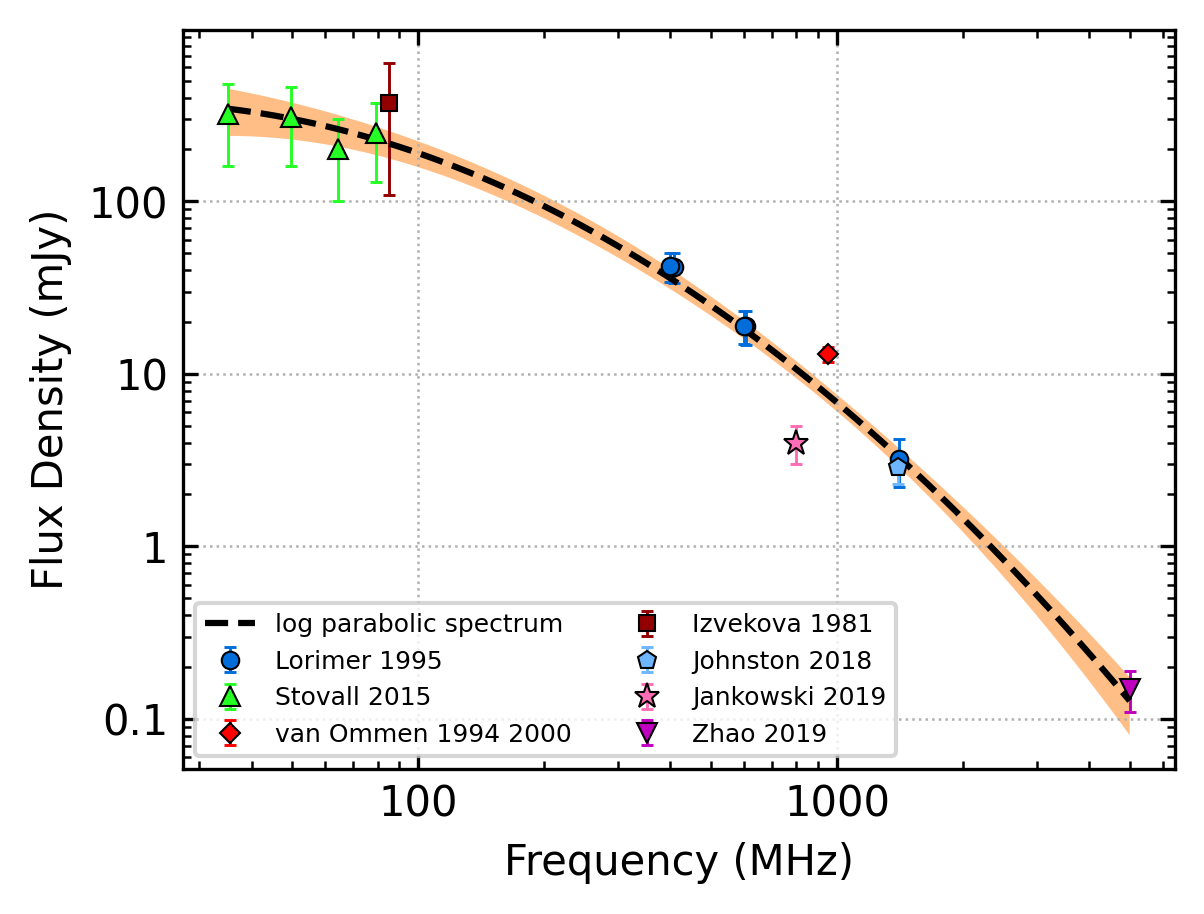 Flux Density (mJy)
100
10
1
0.1
log parabolic spectrum
Lorimer 1995
Stovall 2015
van Ommen 1994 2000
Izvekova 1981
Johnston 2018
Jankowski 2019
Zhao 2019
100
1000
Frequency (MHz)